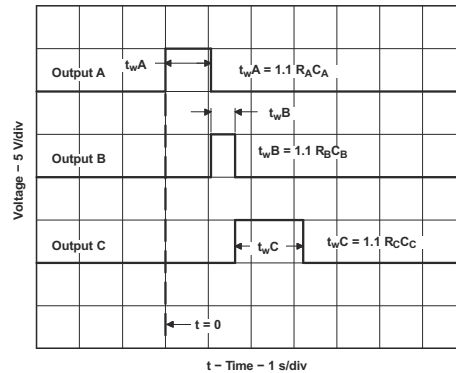 Output A
twA
twA = 1.1 RACA
twB
Output B
twB = 1.1 RBCB
Output C
twC
twC = 1.1 RCCC
t = 0
Voltage – 5 V/div
t – Time – 1 s/div